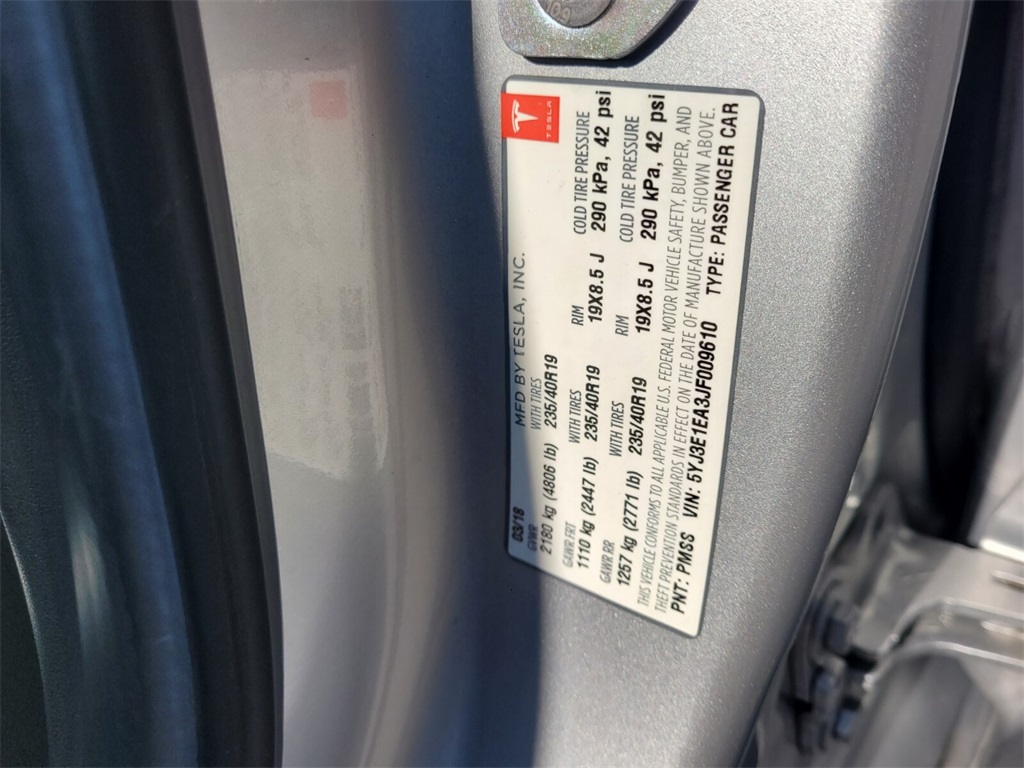 109
TESLA
MFD BY TESLA, INC.
03/18
GVWR WITH TIRES RIM COLD TIRE PRESSURE
2180 kg (4806 lb) 235/40R19 19X8.5 J 290 kPa, 42 psi
GAWR FRT WITH TIRES RIM COLD TIRE PRESSURE
1110 kg (2447 lb) 235/40R19 19X8.5 J 290 kPa, 42 psi
GAWR RR WITH TIRES
1257 kg (2771 lb) 235/40R19
THIS VEHICLE CONFORMS TO ALL APPLICABLE U.S. FEDERAL MOTOR VEHICLE SAFETY, BUMPER, AND
THEFT PREVENTION STANDARDS IN EFFECT ON THE DATE OF MANUFACTURE SHOWN ABOVE.
PNT: PMSS VIN: 5YJ3E1EA3JF009610 TYPE: PASSENGER CAR